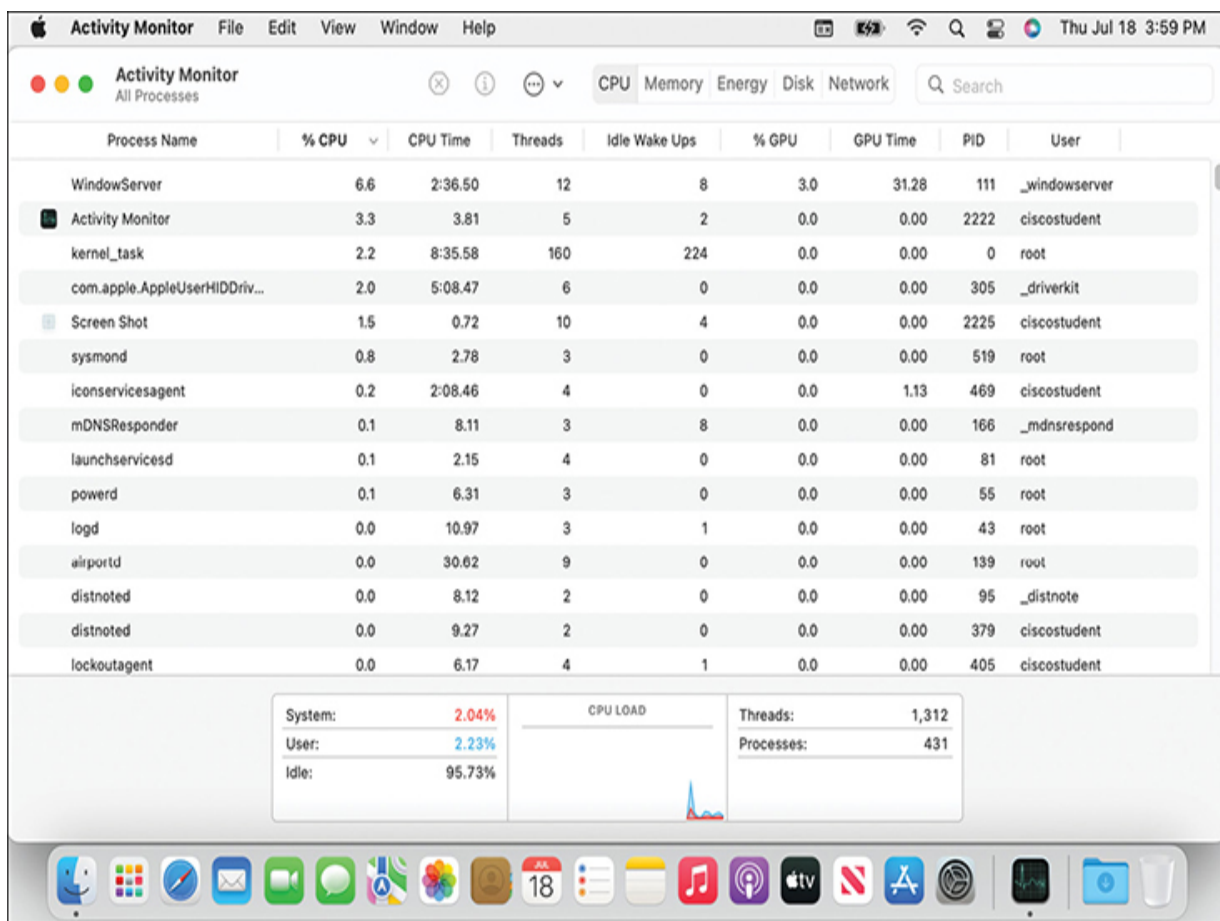 Activity Monitor File Edit View Window Help Thu Jul 18 3:59 PM
Activity Monitor
All Processes
CPU Memory Energy Disk Network Search
Process Name % CPU CPU Time Threads Idle Wake Ups % GPU GPU Time PID User
WindowServer 6.6 2:36.50 12 8 3.0 31.28 111 _windowserver
Activity Monitor 3.3 3.81 5 2 0.0 0.00 2222 ciscostudent
kernel_task 2.2 8:35.58 160 224 0.0 0.00 0 root
com.apple.AppleUserHIDDriv... 2.0 5:08.47 6 0 0.0 0.00 305 _driverkit
Screen Shot 1.5 0.72 10 4 0.0 0.00 2225 ciscostudent
sysmond 0.8 2.78 3 0 0.0 0.00 519 root
iconservicesagent 0.2 2:08.46 4 0 0.0 1.13 469 ciscostudent
mDNSResponder 0.1 8.11 3 8 0.0 0.00 166 _mdnsrespond
launchservicesd 0.1 2.15 4 0 0.0 0.00 81 root
powerd 0.1 6.31 3 0 0.0 0.00 55 root
logd 0.0 10.97 3 1 0.0 0.00 43 root
airportd 0.0 30.62 9 0 0.0 0.00 139 root
distnoted 0.0 8.12 2 0 0.0 0.00 95 _distnote
distnoted 0.0 9.27 2 0 0.0 0.00 379 ciscostudent
lockoutagent 0.0 6.17 4 1 0.0 0.00 405 ciscostudent
System: 2.04% CPU LOAD Threads: 1,312
User: 2.23% Processes: 431
Idle: 95.73%
JUL
18
tv